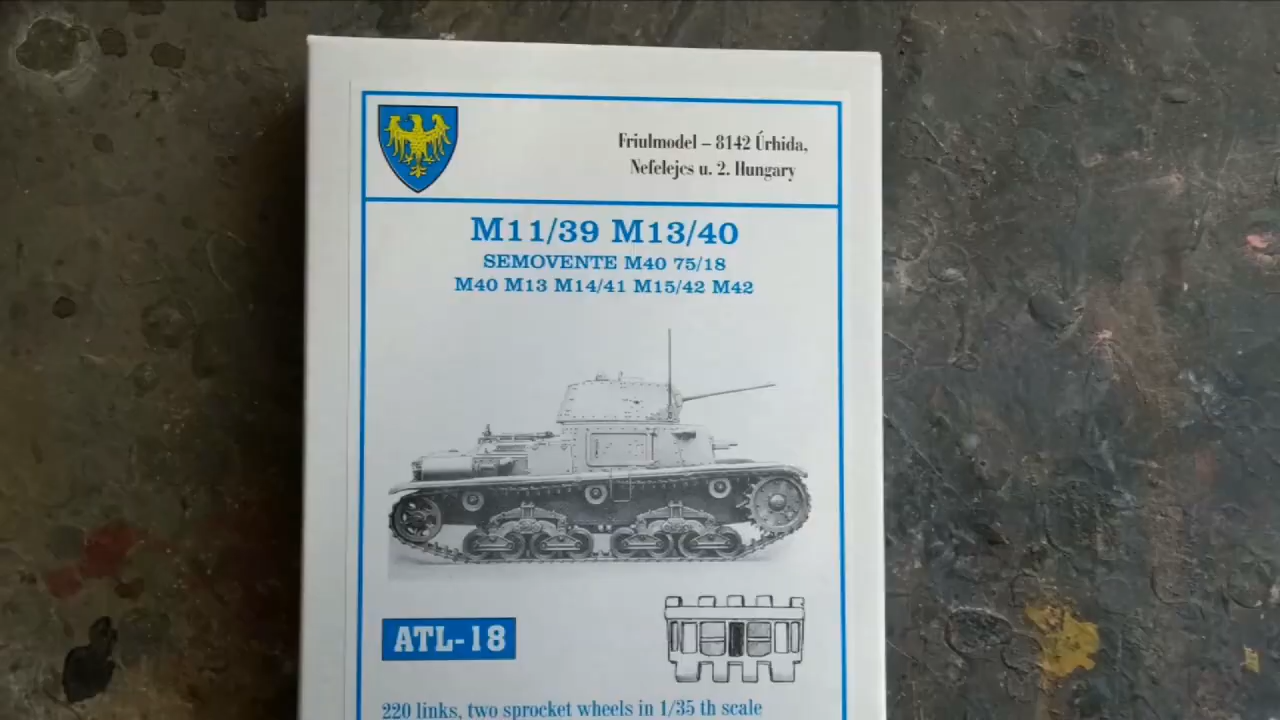 Friulmodel – 8142 Úrhida,
Nefelejcs u. 2. Hungary
M11/39 M13/40
SEMOVENTE M40 75/18
M40 M13 M14/41 M15/42 M42
ATL-18
220 links, two sprocket wheels in 1/35 th scale